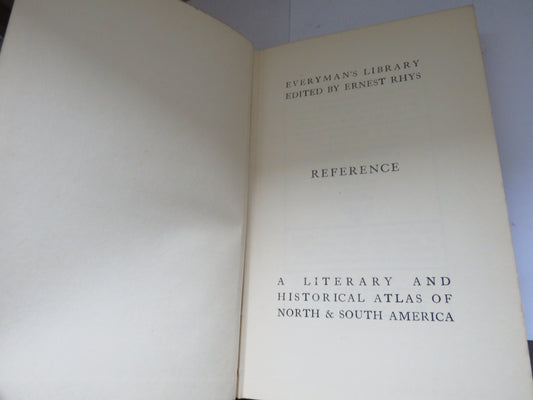 EVERYMAN'S LIBRARY
EDITED BY ERNEST RHYS
REFERENCE
A LITERARY AND
HISTORICAL ATLAS OF
NORTH & SOUTH AMERICA